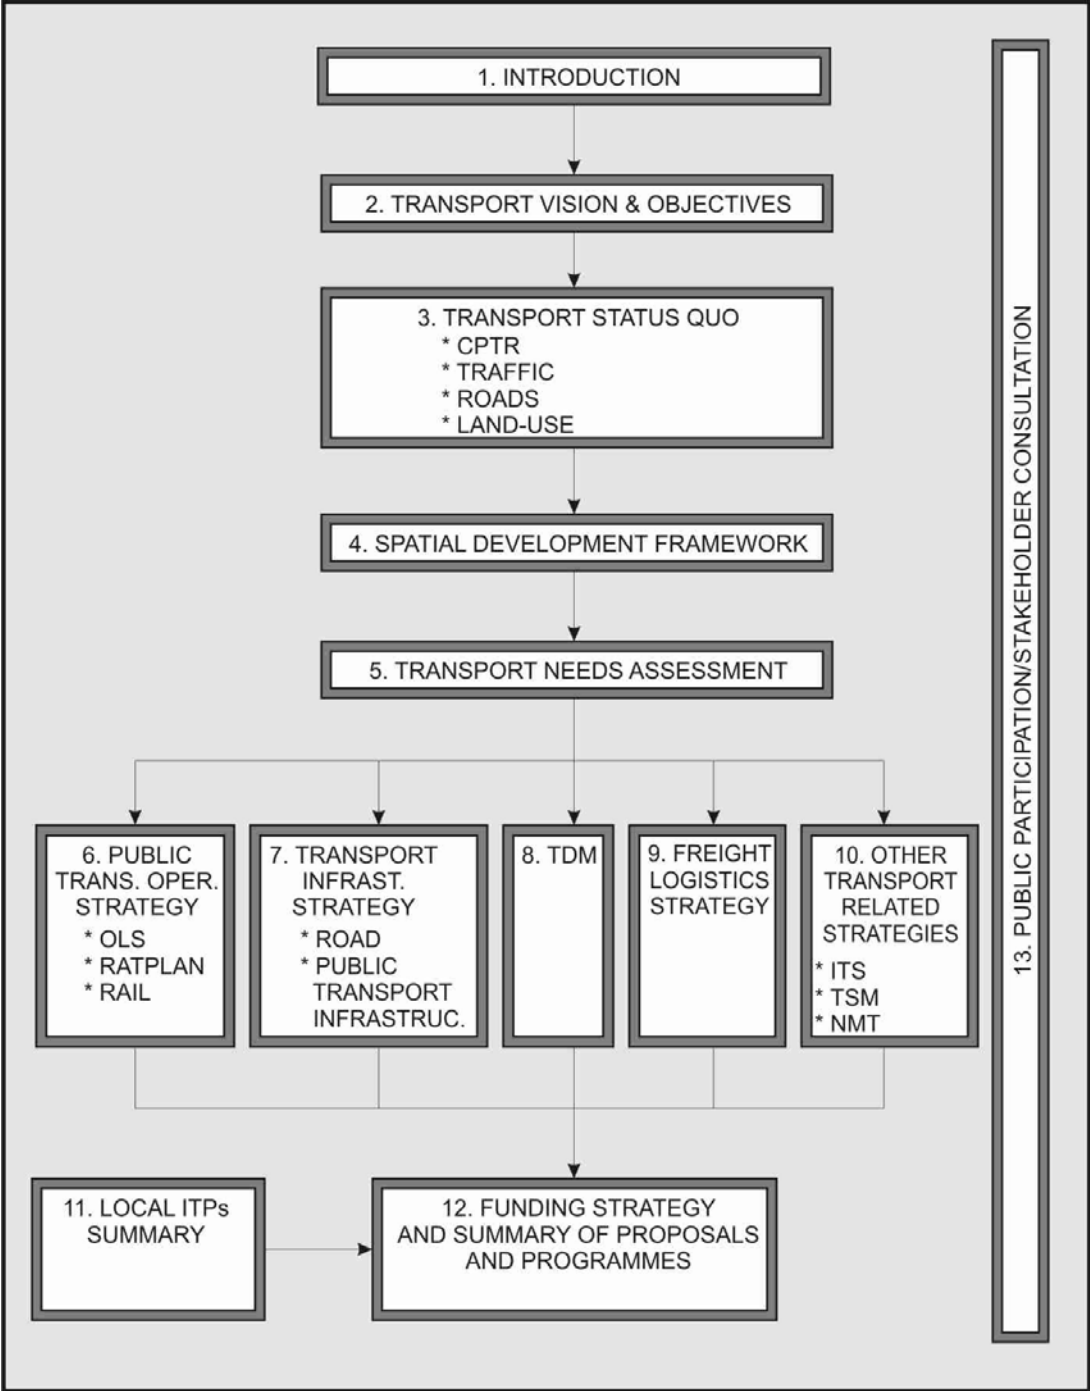 1. INTRODUCTION
2. TRANSPORT VISION & OBJECTIVES
3. TRANSPORT STATUS QUO
* CPTR
* TRAFFIC
* ROADS
* LAND-USE
4. SPATIAL DEVELOPMENT FRAMEWORK
5. TRANSPORT NEEDS ASSESSMENT
6. PUBLIC
TRANS. OPER.
STRATEGY
* OLS
* RATPLAN
* RAIL
7. TRANSPORT
INFRAST.
STRATEGY
* ROAD
* PUBLIC
TRANSPORT
INFRASTRUC.
8. TDM
9. FREIGHT
LOGISTICS
STRATEGY
10. OTHER
TRANSPORT
RELATED
STRATEGIES
* ITS
* TSM
* NMT
11. LOCAL ITPs
SUMMARY
12. FUNDING STRATEGY
AND SUMMARY OF PROPOSALS
AND PROGRAMMES
13. PUBLIC PARTICIPATION/STAKEHOLDER CONSULTATION